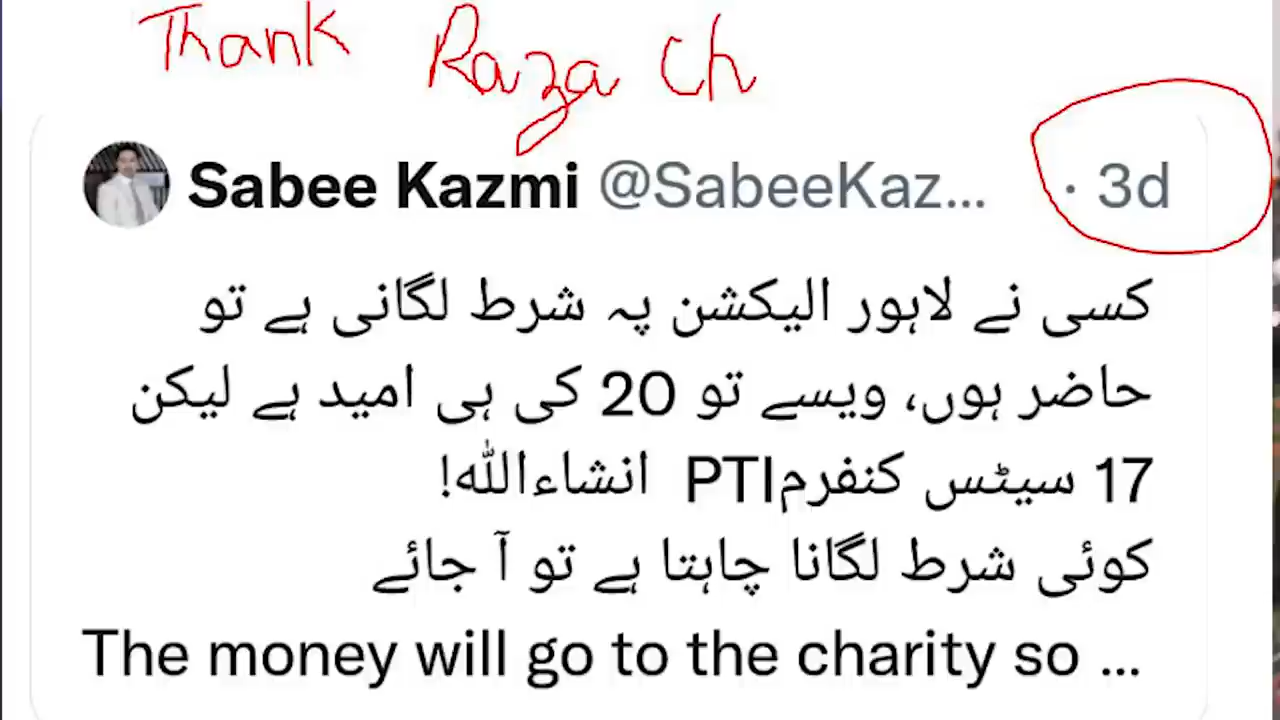 Thank Raza Ch
Sabee Kazmi @SabeeKaz... · 3d
کسی نے لاہور الیکشن پہ شرط لگانی ہے تو
حاضر ہوں، ویسے تو 20 کی ہی امید ہے لیکن
17 سیٹس کنفرمPTI انشاءاللہ!
کوئی شرط لگانا چاہتا ہے تو آ جائے
The money will go to the charity so ...